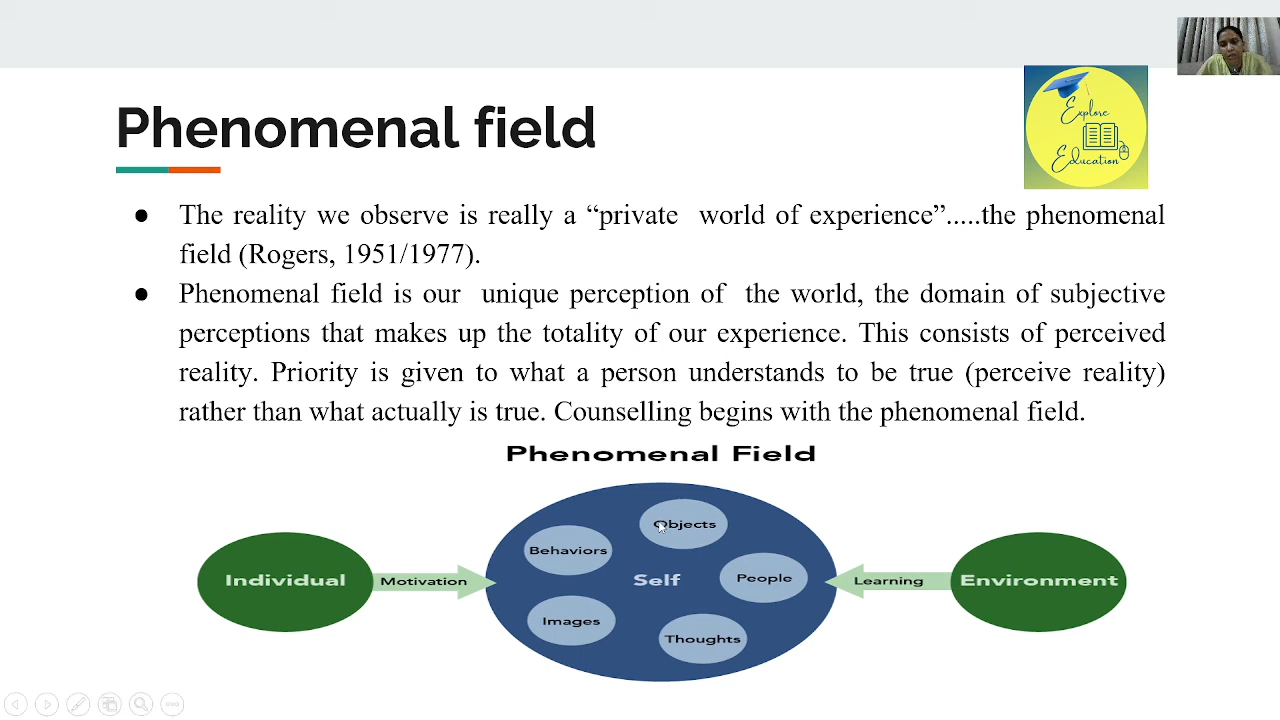 Phenomenal field
Explore
Education
● The reality we observe is really a “private world of experience”.....the phenomenal
field (Rogers, 1951/1977).
● Phenomenal field is our unique perception of the world, the domain of subjective
perceptions that makes up the totality of our experience. This consists of perceived
reality. Priority is given to what a person understands to be true (perceive reality)
rather than what actually is true. Counselling begins with the phenomenal field.
Phenomenal Field
Objects
Behaviors
Individual
Motivation
Self
People
Learning
Environment
Images
Thoughts